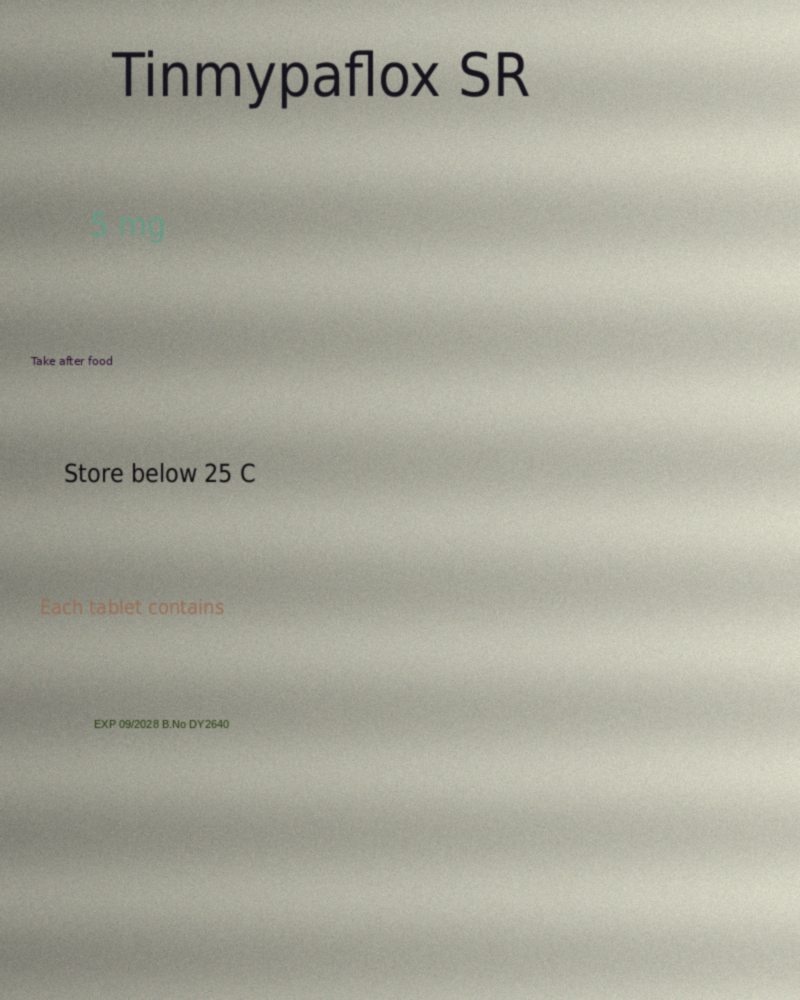 Tinmypaflox SR
5 mg
Take after food
Store below 25 C
Each tablet contains
EXP 09/2028 B.No DY2640